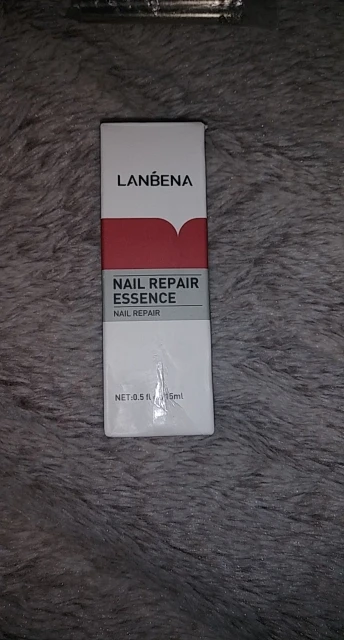 LANBENA
NAIL REPAIR
ESSENCE
NAIL REPAIR
NET:0.5 fl 15ml